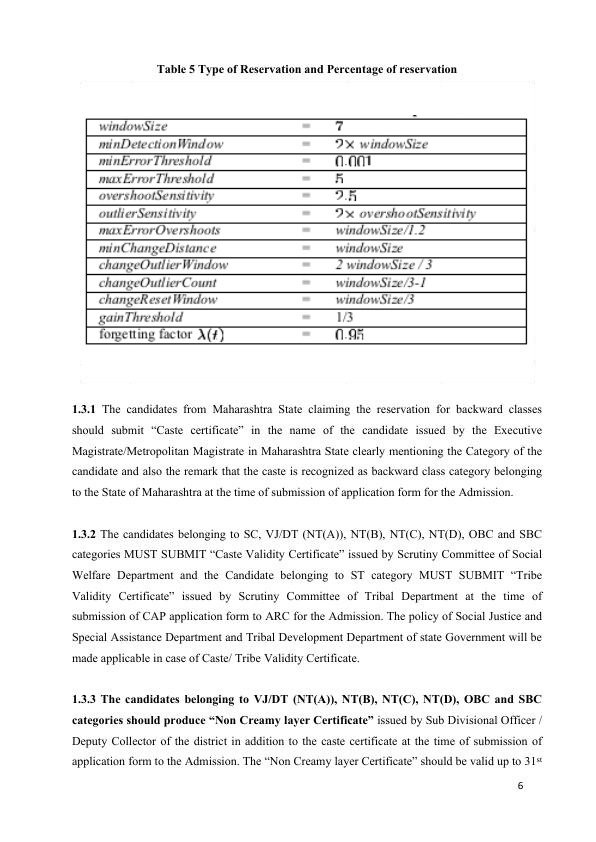 Table 5 Type of Reservation and Percentage of reservation
windowSize = 7
minDetectionWindow = 2× windowSize
minErrorThreshold = 0.001
maxErrorThreshold = 5
overshootSensitivity = 2.5
outlierSensitivity = 2× overshootSensitivity
maxErrorOvershoots = windowSize/1.2
minChangeDistance = windowSize
changeOutlierWindow = 2 windowSize / 3
changeOutlierCount = windowSize/3-1
changeResetWindow = windowSize/3
gainThreshold = 1/3
forgetting factor λ(t) = 0.95
1.3.1 The candidates from Maharashtra State claiming the reservation for backward classes
should submit “Caste certificate” in the name of the candidate issued by the Executive
Magistrate/Metropolitan Magistrate in Maharashtra State clearly mentioning the Category of the
candidate and also the remark that the caste is recognized as backward class category belonging
to the State of Maharashtra at the time of submission of application form for the Admission.
1.3.2 The candidates belonging to SC, VJ/DT (NT(A)), NT(B), NT(C), NT(D), OBC and SBC
categories MUST SUBMIT “Caste Validity Certificate” issued by Scrutiny Committee of Social
Welfare Department and the Candidate belonging to ST category MUST SUBMIT “Tribe
Validity Certificate” issued by Scrutiny Committee of Tribal Department at the time of
submission of CAP application form to ARC for the Admission. The policy of Social Justice and
Special Assistance Department and Tribal Development Department of state Government will be
made applicable in case of Caste/ Tribe Validity Certificate.
1.3.3 The candidates belonging to VJ/DT (NT(A)), NT(B), NT(C), NT(D), OBC and SBC
categories should produce “Non Creamy layer Certificate” issued by Sub Divisional Officer /
Deputy Collector of the district in addition to the caste certificate at the time of submission of
application form to the Admission. The “Non Creamy layer Certificate” should be valid up to 31st
6